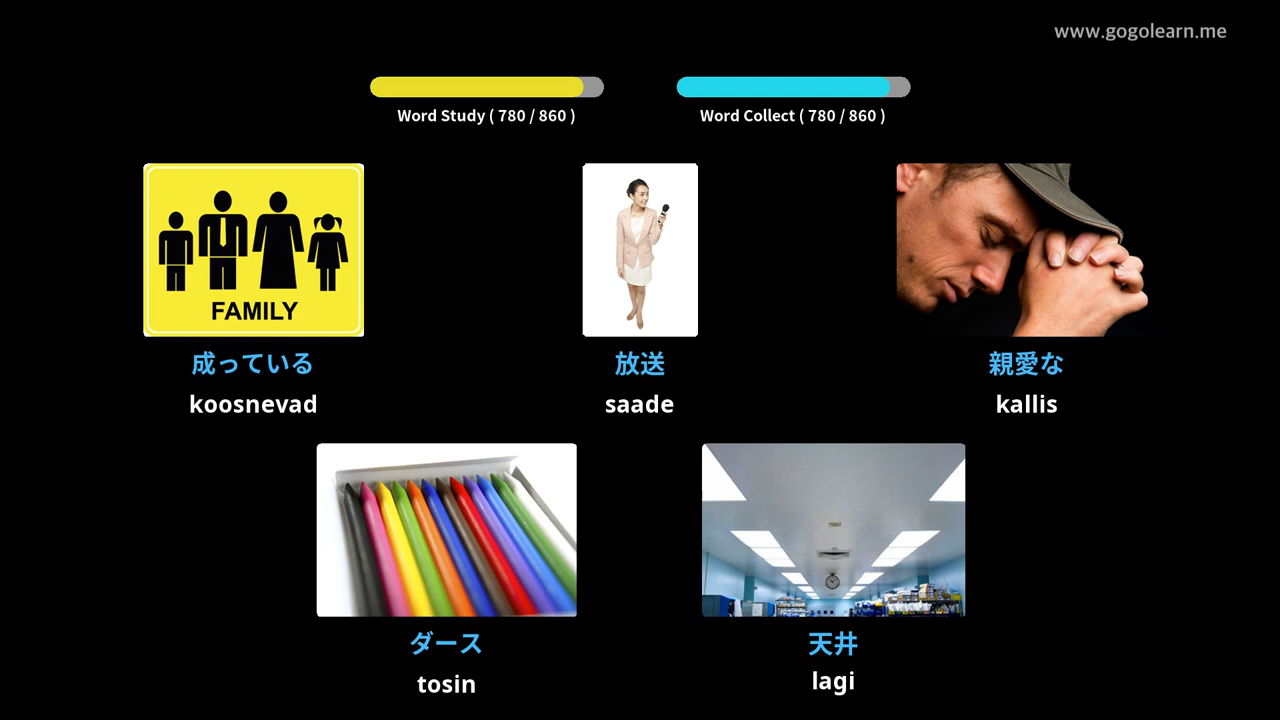 www.gogolearn.me
Word Study ( 780 / 860 )
Word Collect ( 780 / 860 )
FAMILY
成っている
koosnevad
放送
saade
親愛な
kallis
ダース
tosin
天井
lagi